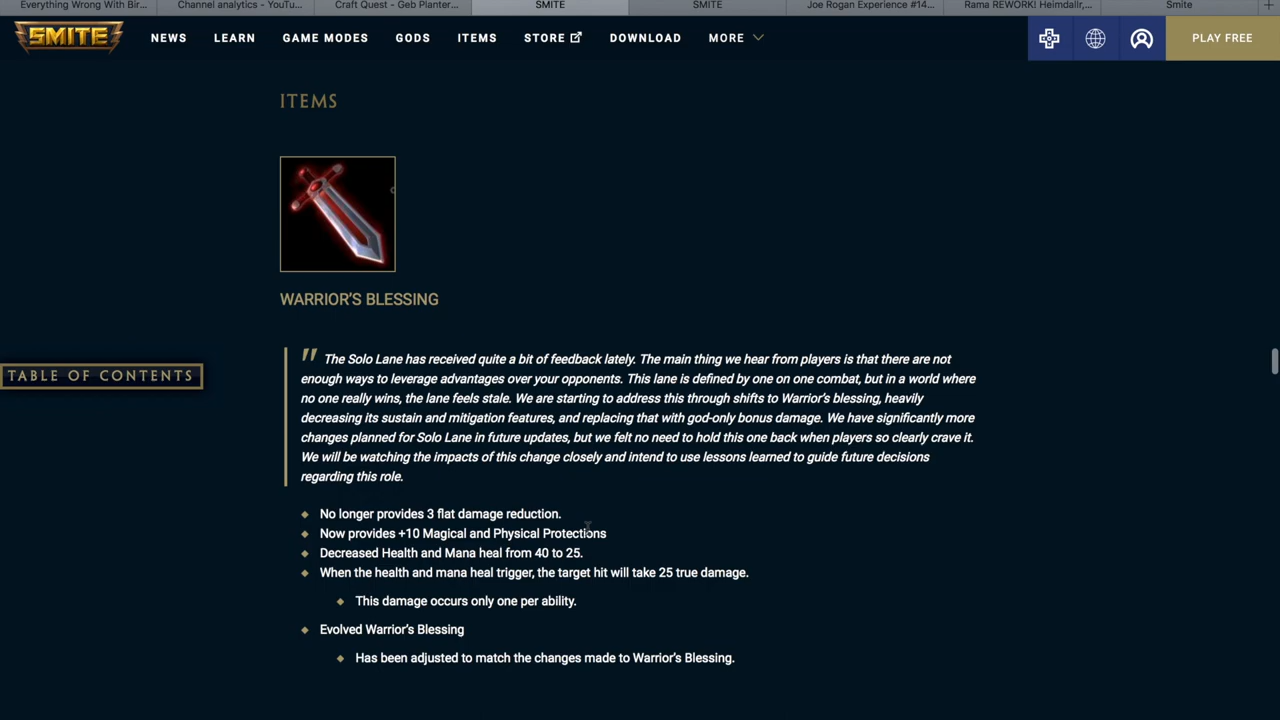 Everything Wrong With Bir... Channel analytics - YouTu... Craft Quest - Geb Planter... SMITE SMITE Joe Rogan Experience #14... Rama REWORK! Heimdallr,... Smite
SMITE NEWS LEARN GAME MODES GODS ITEMS STORE DOWNLOAD MORE PLAY FREE
ITEMS
WARRIOR'S BLESSING
" The Solo Lane has received quite a bit of feedback lately. The main thing we hear from players is that there are not
enough ways to leverage advantages over your opponents. This lane is defined by one on one combat, but in a world where
no one really wins, the lane feels stale. We are starting to address this through shifts to Warrior's blessing, heavily
decreasing its sustain and mitigation features, and replacing that with god-only bonus damage. We have significantly more
changes planned for Solo Lane in future updates, but we felt no need to hold this one back when players so clearly crave it.
We will be watching the impacts of this change closely and intend to use lessons learned to guide future decisions
regarding this role.
TABLE OF CONTENTS
No longer provides 3 flat damage reduction.
Now provides +10 Magical and Physical Protections
Decreased Health and Mana heal from 40 to 25.
When the health and mana heal trigger, the target hit will take 25 true damage.
This damage occurs only one per ability.
Evolved Warrior's Blessing
Has been adjusted to match the changes made to Warrior's Blessing.